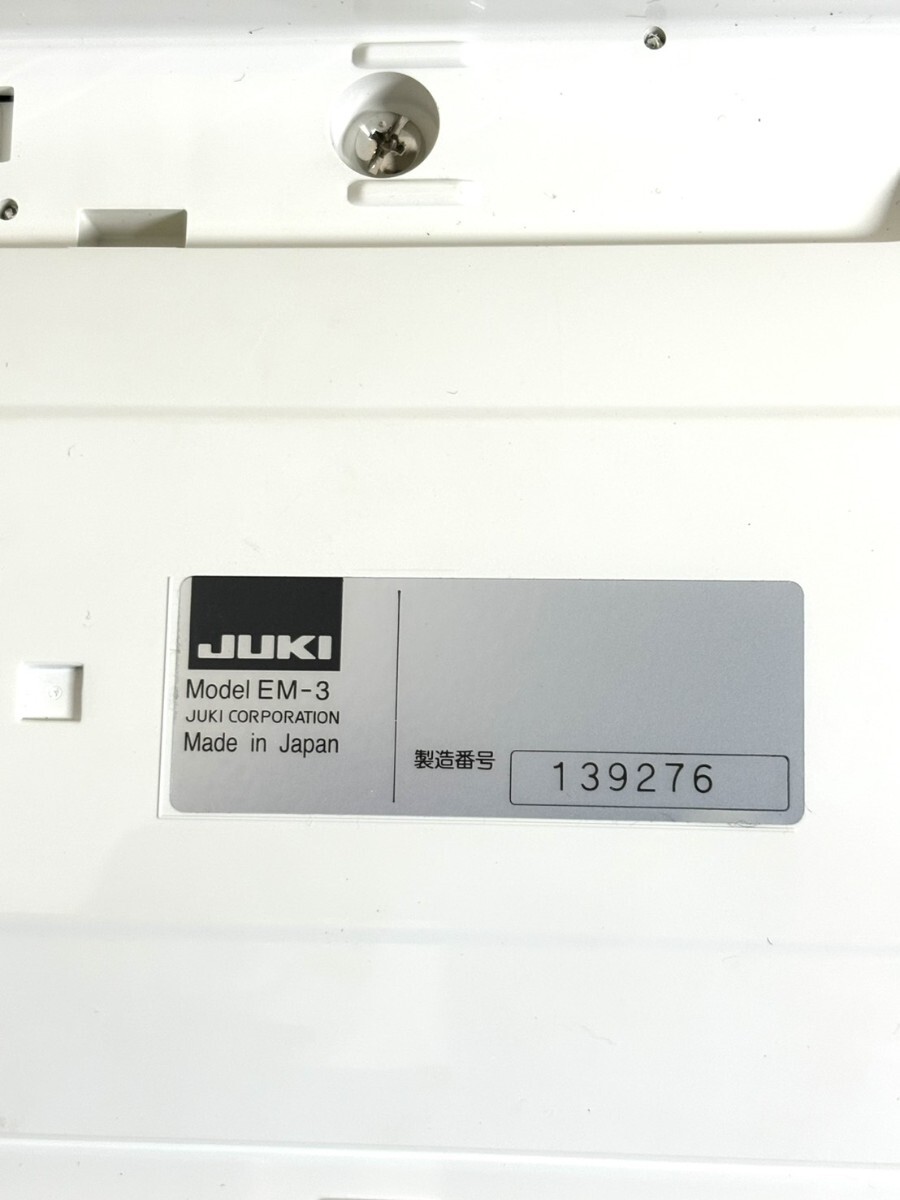 JUKI
Model EM-3
JUKI CORPORATION
Made in Japan
製造番号 139276